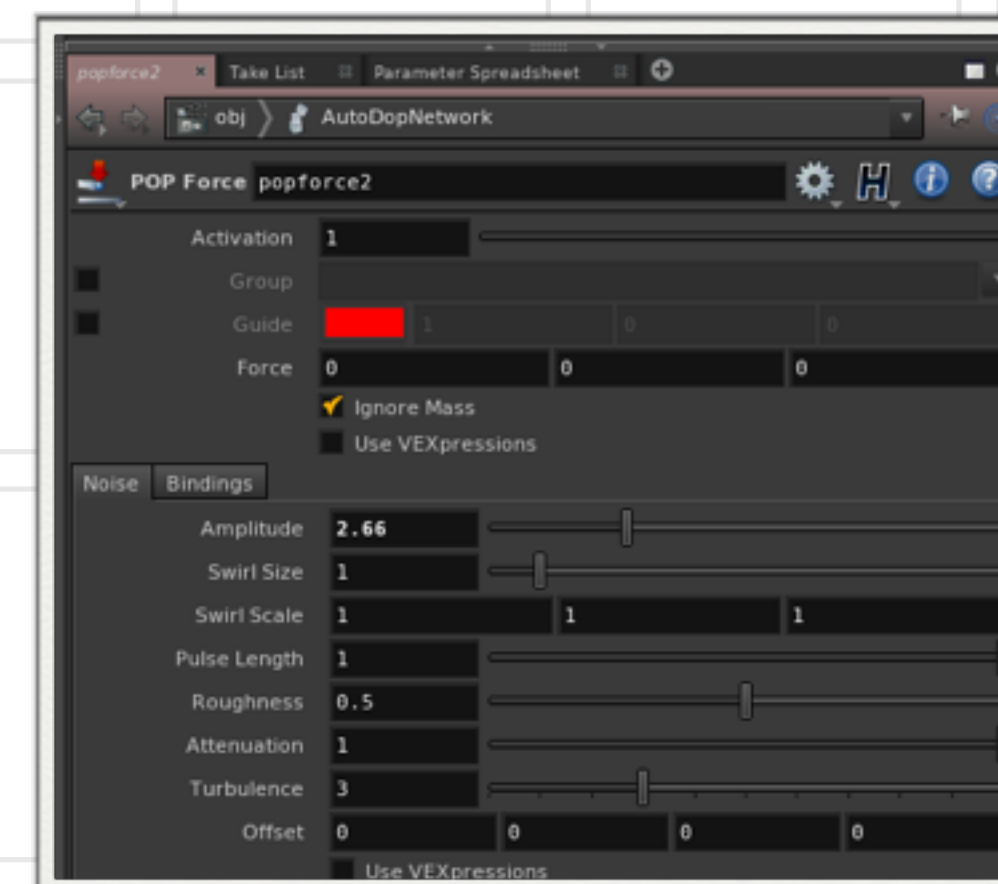 popforce2 × Take List Parameter Spreadsheet
obj AutoDopNetwork
POP Force popforce2
Activation 1
Group
Guide 1 0 0
Force 0 0 0
Ignore Mass
Use VEXpressions
Noise Bindings
Amplitude 2.66
Swirl Size 1
Swirl Scale 1 1 1
Pulse Length 1
Roughness 0.5
Attenuation 1
Turbulence 3
Offset 0 0 0 0
Use VEXpressions